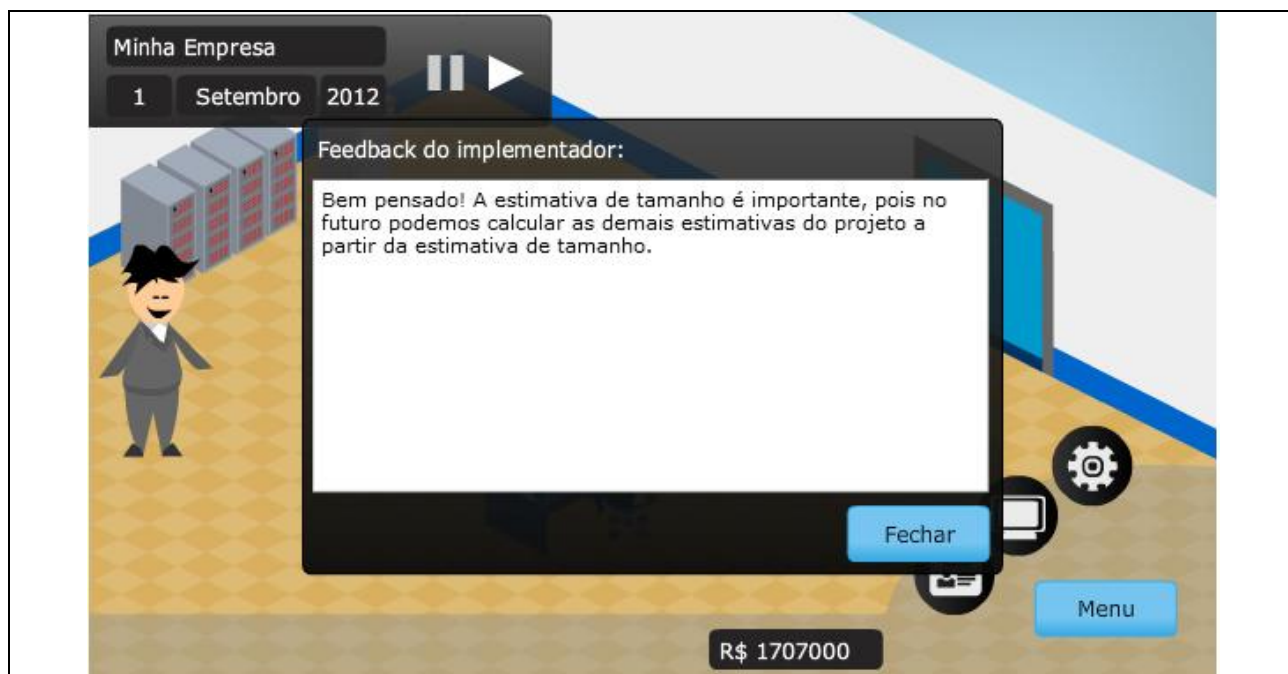 Minha Empresa
1 Setembro 2012
Feedback do implementador:
Bem pensado! A estimativa de tamanho é importante, pois no
futuro podemos calcular as demais estimativas do projeto a
partir da estimativa de tamanho.
Fechar
Menu
R$ 1707000